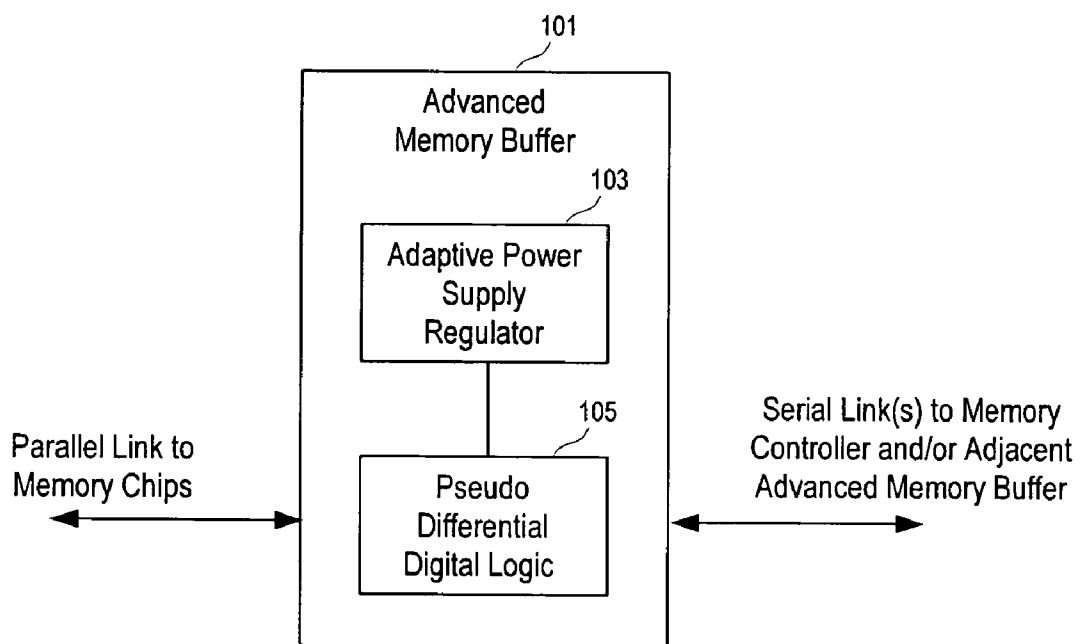 101
Advanced
Memory Buffer
103
Adaptive Power
Supply
Regulator
105
Pseudo
Differential
Digital Logic
Parallel Link to
Memory Chips
Serial Link(s) to Memory
Controller and/or Adjacent
Advanced Memory Buffer